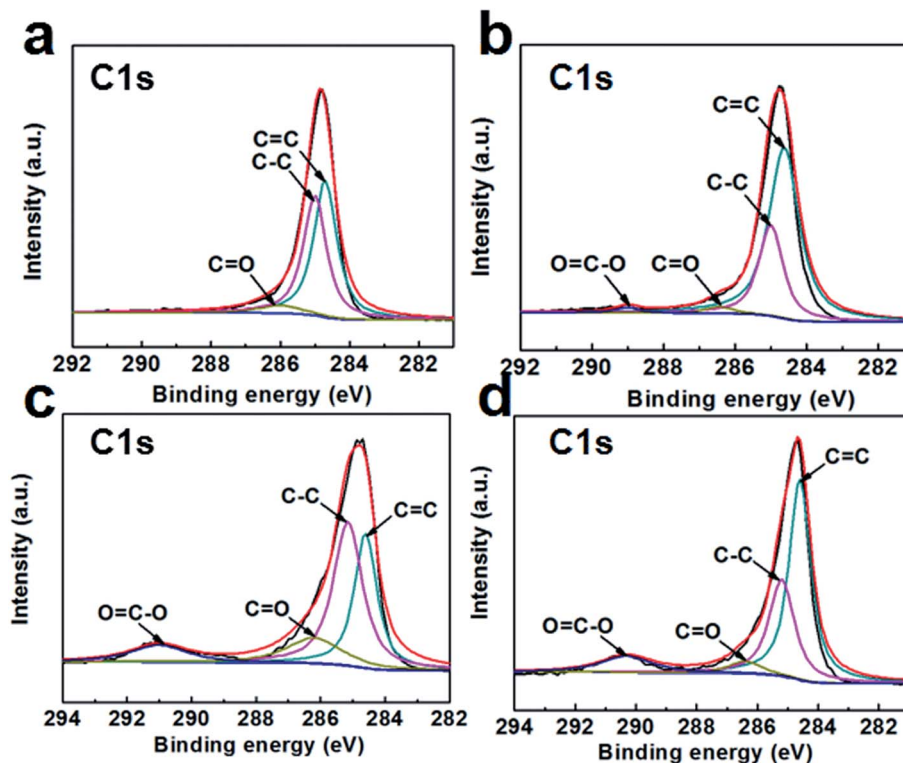 a
C1s
C=C
C-C
C=O
Intensity (a.u.)
292 290 288 286 284 282
Binding energy (eV)
b
C1s
C=C
C-C
O=C-O C=O
Intensity (a.u.)
292 290 288 286 284 282
Binding energy (eV)
c
C1s
C-C C=C
O=C-O C=O
Intensity (a.u.)
294 292 290 288 286 284 282
Binding energy (eV)
d
C1s
C=C
C-C
O=C-O C=O
Intensity (a.u.)
294 292 290 288 286 284 282
Binding energy (eV)